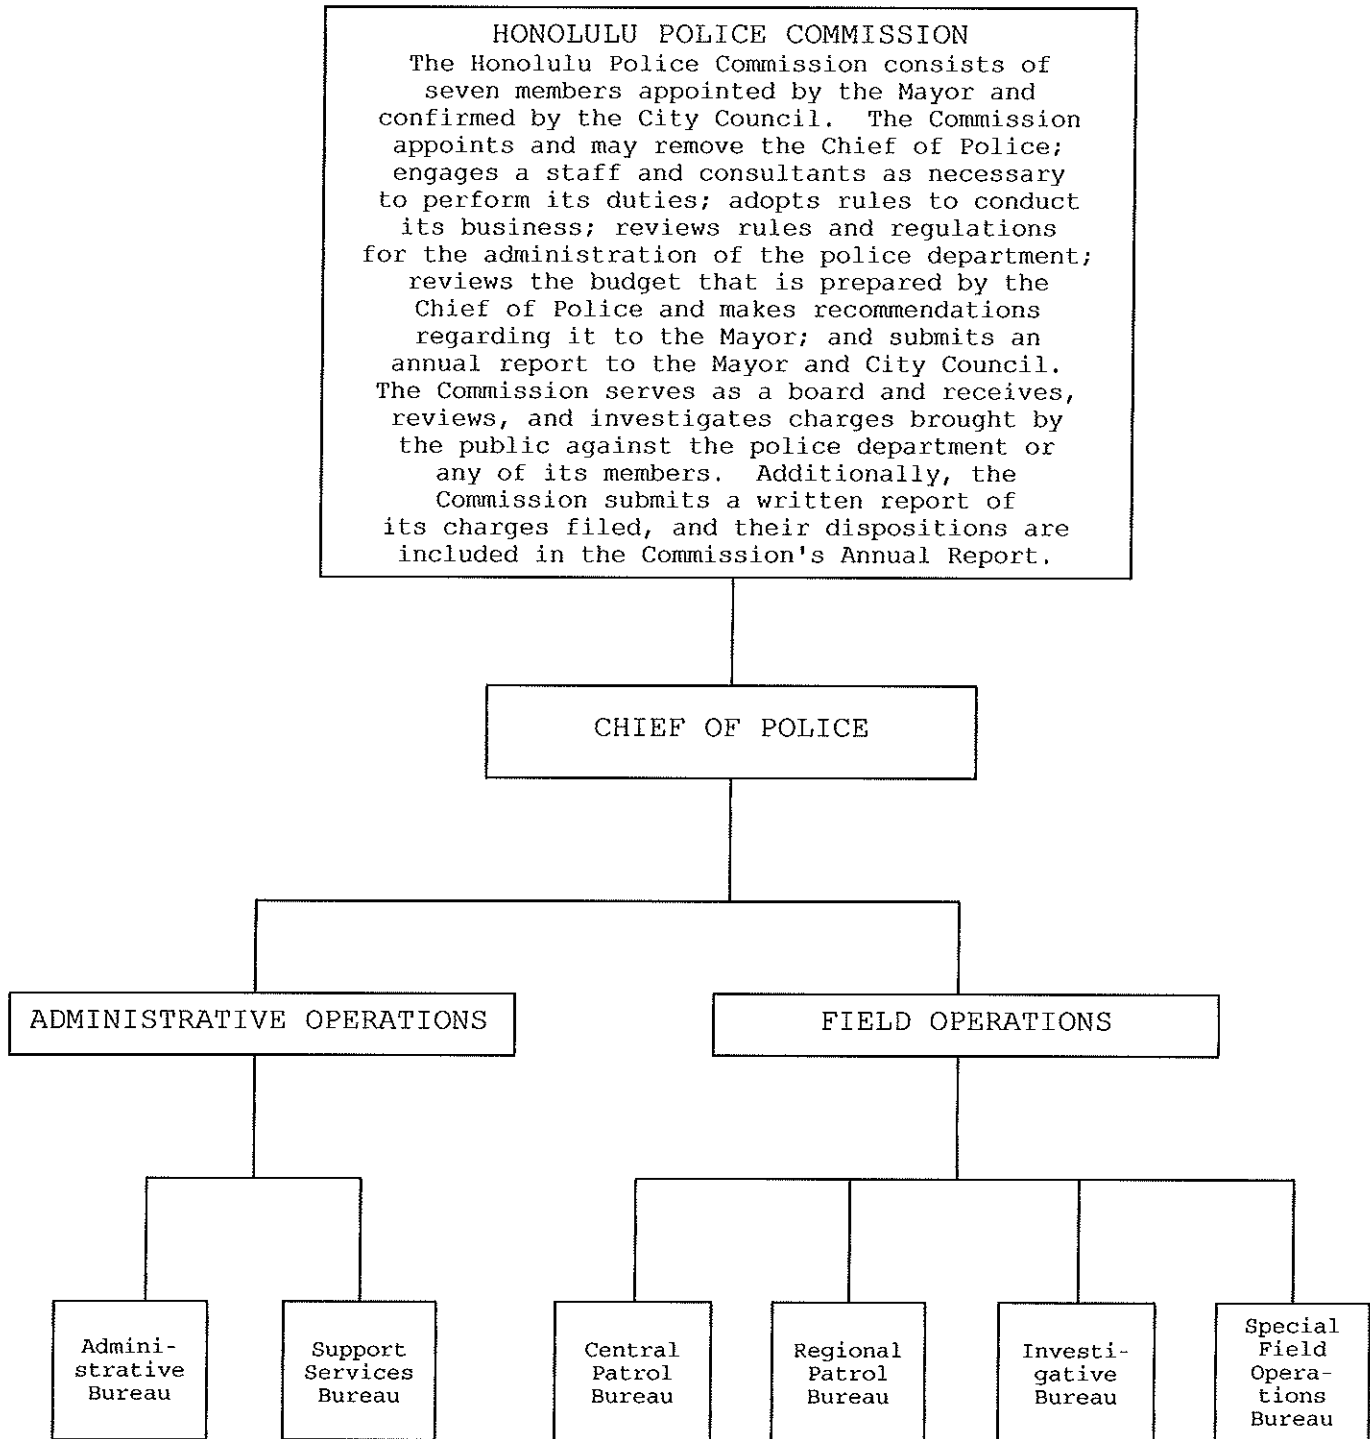 HONOLULU POLICE COMMISSION
The Honolulu Police Commission consists of
seven members appointed by the Mayor and
confirmed by the City Council. The Commission
appoints and may remove the Chief of Police;
engages a staff and consultants as necessary
to perform its duties; adopts rules to conduct
its business; reviews rules and regulations
for the administration of the police department;
reviews the budget that is prepared by the
Chief of Police and makes recommendations
regarding it to the Mayor; and submits an
annual report to the Mayor and City Council.
The Commission serves as a board and receives,
reviews, and investigates charges brought by
the public against the police department or
any of its members. Additionally, the
Commission submits a written report of
its charges filed, and their dispositions are
included in the Commission's Annual Report.
CHIEF OF POLICE
ADMINISTRATIVE OPERATIONS
FIELD OPERATIONS
Admini-
strative
Bureau
Support
Services
Bureau
Central
Patrol
Bureau
Regional
Patrol
Bureau
Investi-
gative
Bureau
Special
Field
Opera-
tions
Bureau